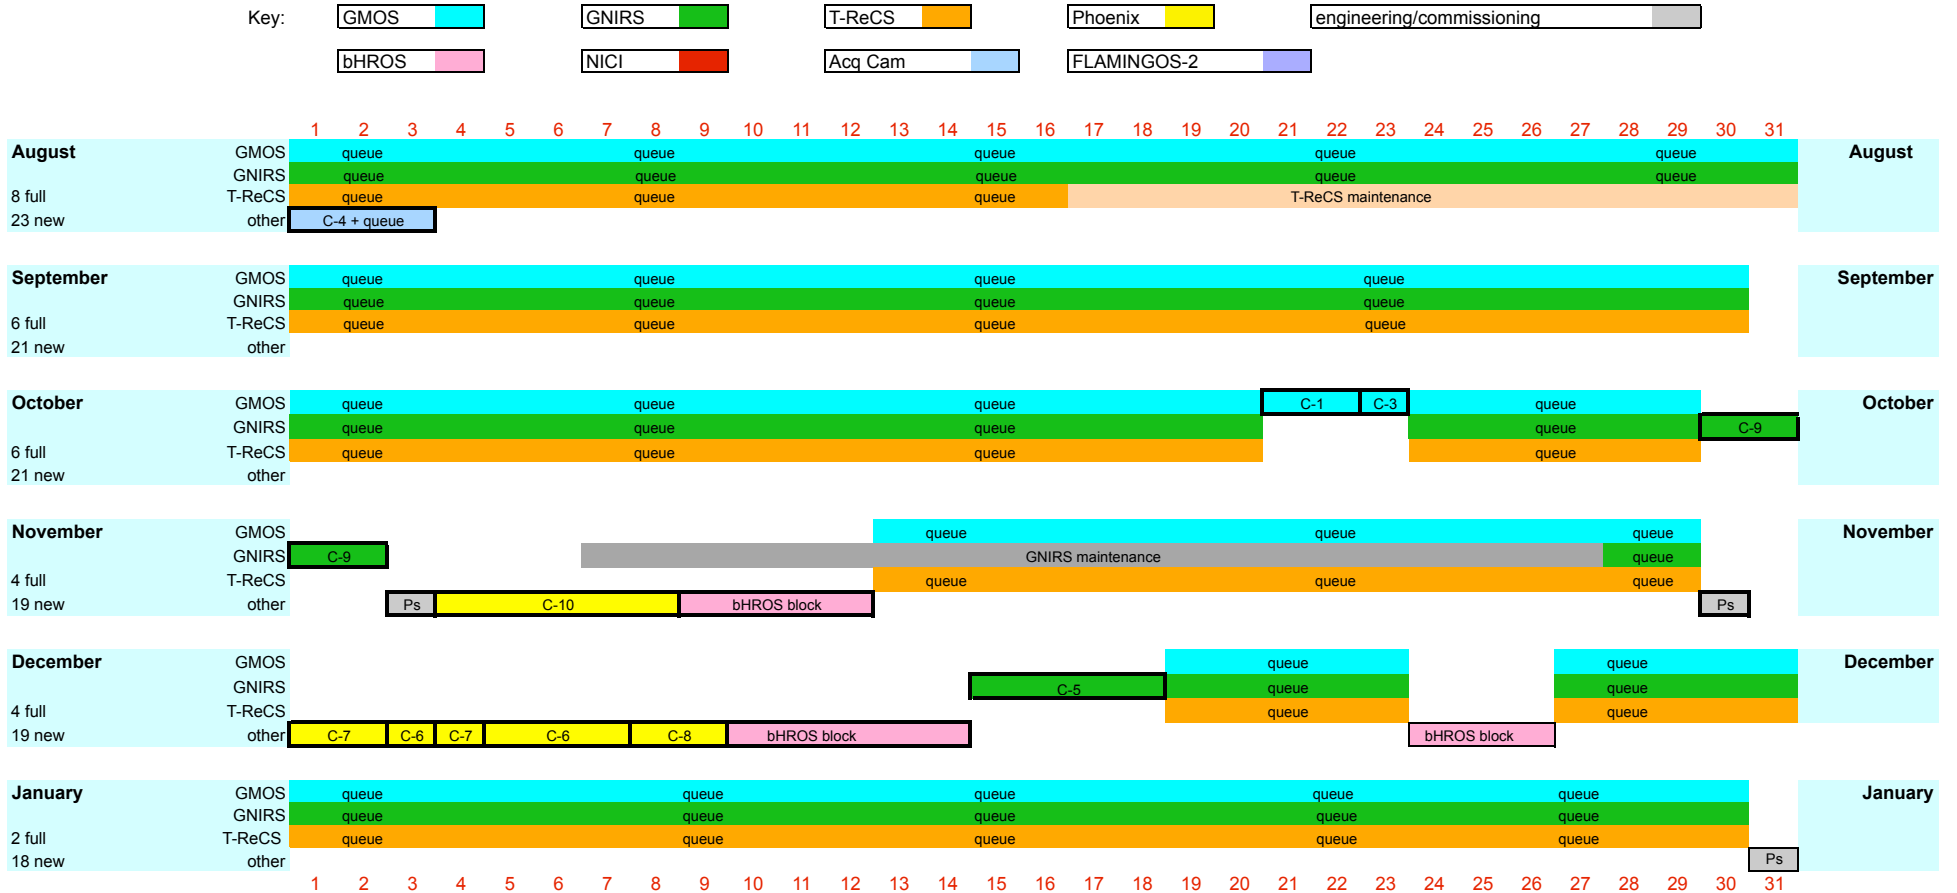 Key: GMOS GNIRS T-ReCS Phoenix engineering/commissioning
bHROS NICI Acq Cam FLAMINGOS-2
1 2 3 4 5 6 7 8 9 10 11 12 13 14 15 16 17 18 19 20 21 22 23 24 25 26 27 28 29 30 31
August GMOS queue queue queue queue queue August
GNIRS queue queue queue queue queue
8 full T-ReCS queue queue queue T-ReCS maintenance
23 new other C-4 + queue
September GMOS queue queue queue queue September
GNIRS queue queue queue queue
6 full T-ReCS queue queue queue queue
21 new other
October GMOS queue queue queue C-1 C-3 queue October
GNIRS queue queue queue queue C-9
6 full T-ReCS queue queue queue queue
21 new other
November GMOS queue queue queue November
GNIRS C-9 GNIRS maintenance queue
4 full T-ReCS queue queue queue
19 new other Ps C-10 bHROS block Ps
December GMOS queue queue December
GNIRS C-5 queue queue
4 full T-ReCS queue queue
19 new other C-7 C-6 C-7 C-6 C-8 bHROS block bHROS block
January GMOS queue queue queue queue queue January
GNIRS queue queue queue queue queue
2 full T-ReCS queue queue queue queue queue
18 new other Ps
1 2 3 4 5 6 7 8 9 10 11 12 13 14 15 16 17 18 19 20 21 22 23 24 25 26 27 28 29 30 31